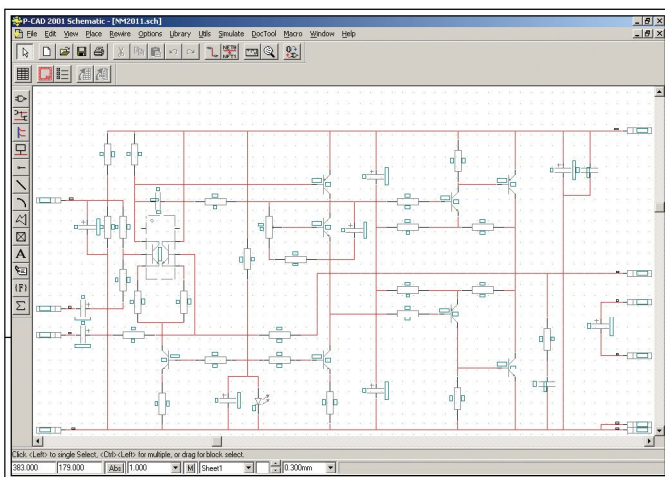 P-CAD 2001 Schematic - [NM2011.sch]
File Edit View Place Rewire Options Library Utils Simulate DocTool Macro Window Help
NET0
NET1
A
{F}
Σ
Click <Left> to single Select, <Ctrl><Left> for multiple, or drag for block select.
383.000 179.000 Abs 1.000 M Sheet1 0.300mm